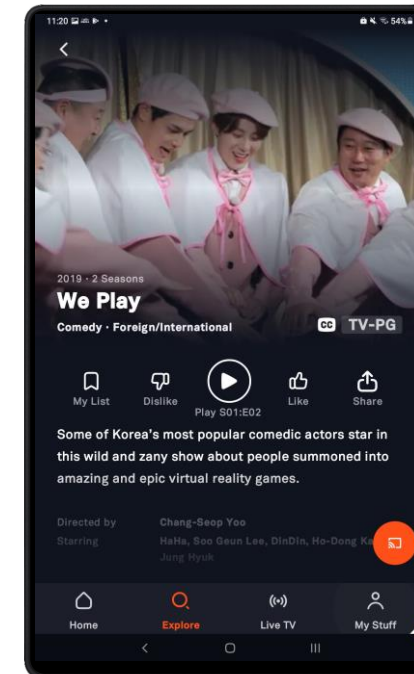 11:20
54%
2019 · 2 Seasons
We Play
Comedy · Foreign/International
CC TV-PG
My List
Dislike
Play S01:E02
Like
Share
Some of Korea's most popular comedic actors star in
this wild and zany show about people summoned into
amazing and epic virtual reality games.
Directed by Chang-Seop Yoo
Starring HaHa, Soo Geun Lee, DinDin, Ho-Dong
Jung Hyuk
Home
Explore
Live TV
My Stuff